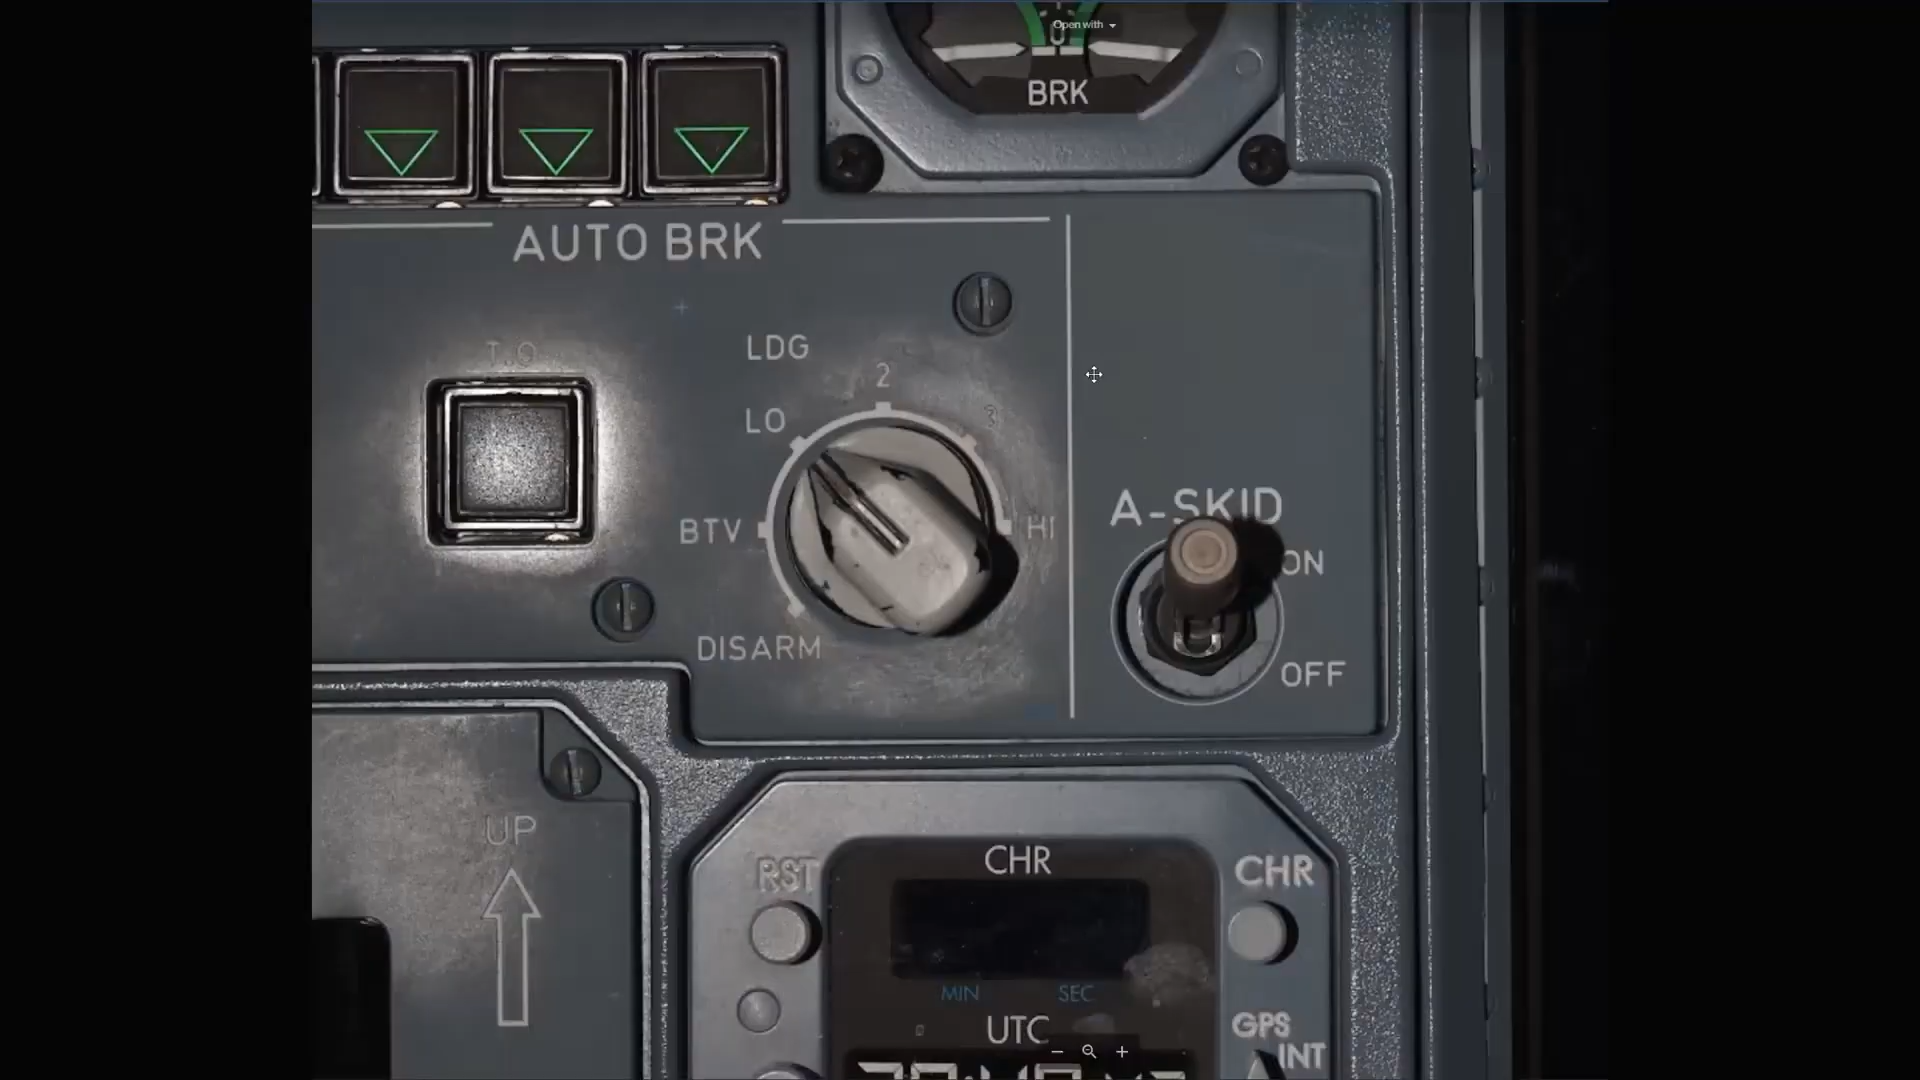 Open with
BRK
AUTO BRK
T.O
LDG
2
LO
3
BTV
HI
DISARM
A-SKID
ON
OFF
UP
RST
CHR
CHR
MIN
SEC
UTC
GPS
INT